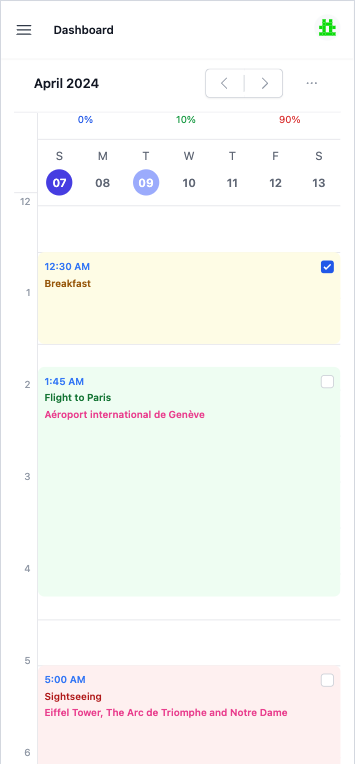 Dashboard
April 2024
0% 10% 90%
S M T W T F S
07 08 09 10 11 12 13
12
12:30 AM
Breakfast
1
1:45 AM
2
Flight to Paris
Aéroport international de Genève
3
4
5
5:00 AM
Sightseeing
Eiffel Tower, The Arc de Triomphe and Notre Dame
6